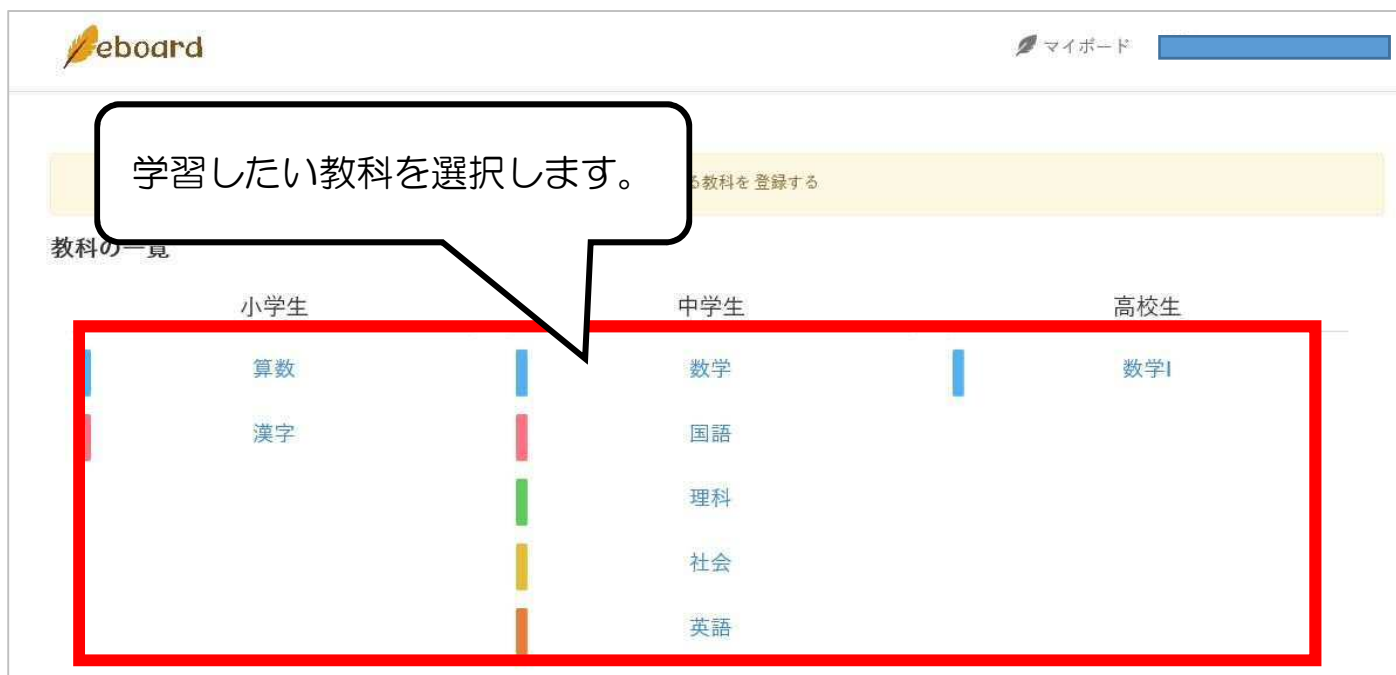 eboard
マイボード
学習したい教科を選択します。
る教科を登録する
教科の一覧
小学生 中学生 高校生
算数 数学 数学I
漢字 国語
理科
社会
英語